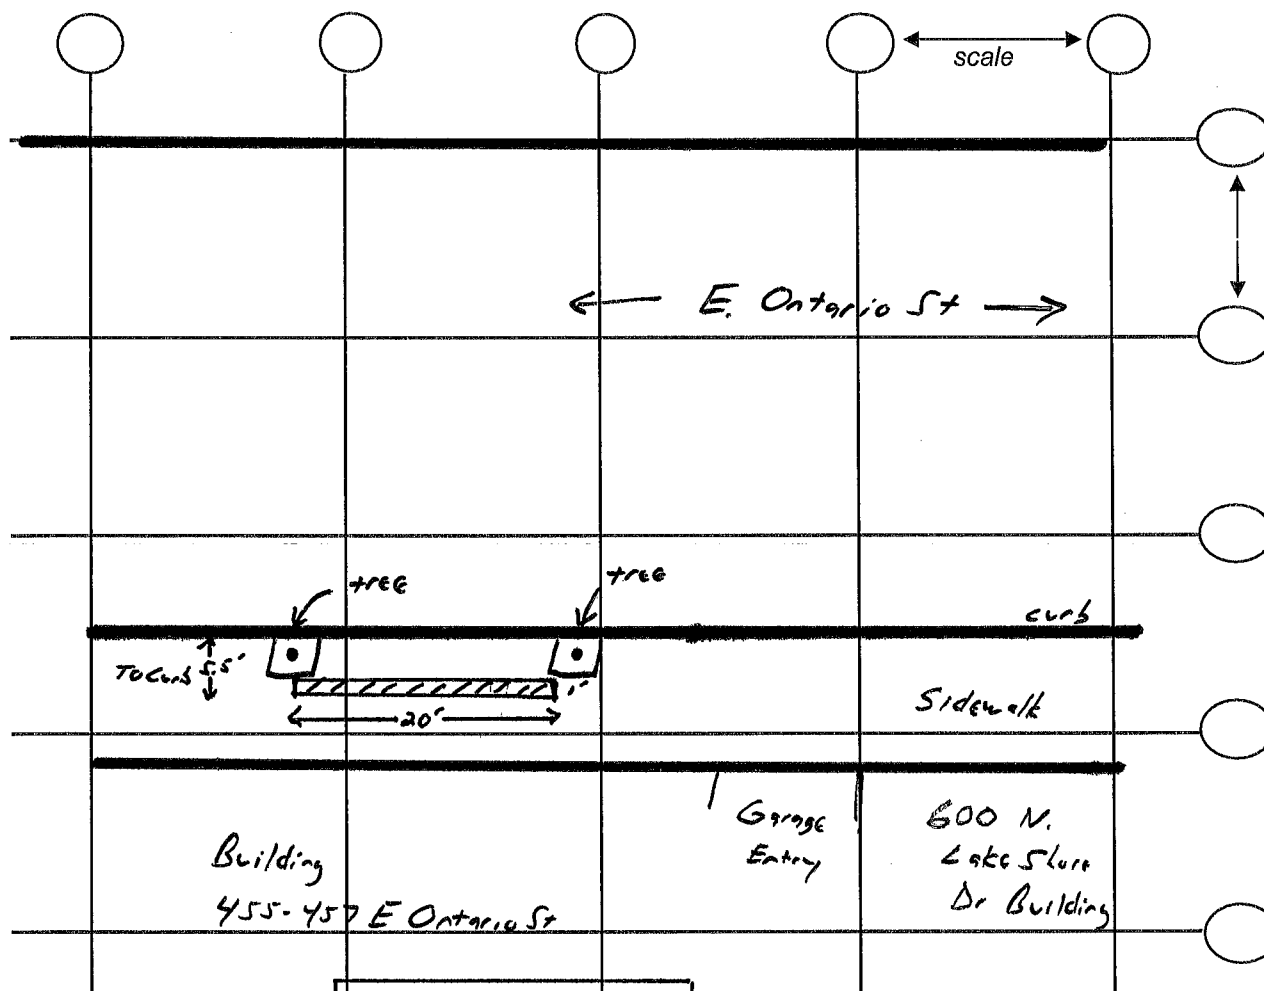 scale
E. Ontario St
tree
tree
curb
To Curb 5.5'
1'
20'
Sidewalk
Garage
Entry
600 N.
Lake Shore
Dr Building
Building
455-457 E Ontario St